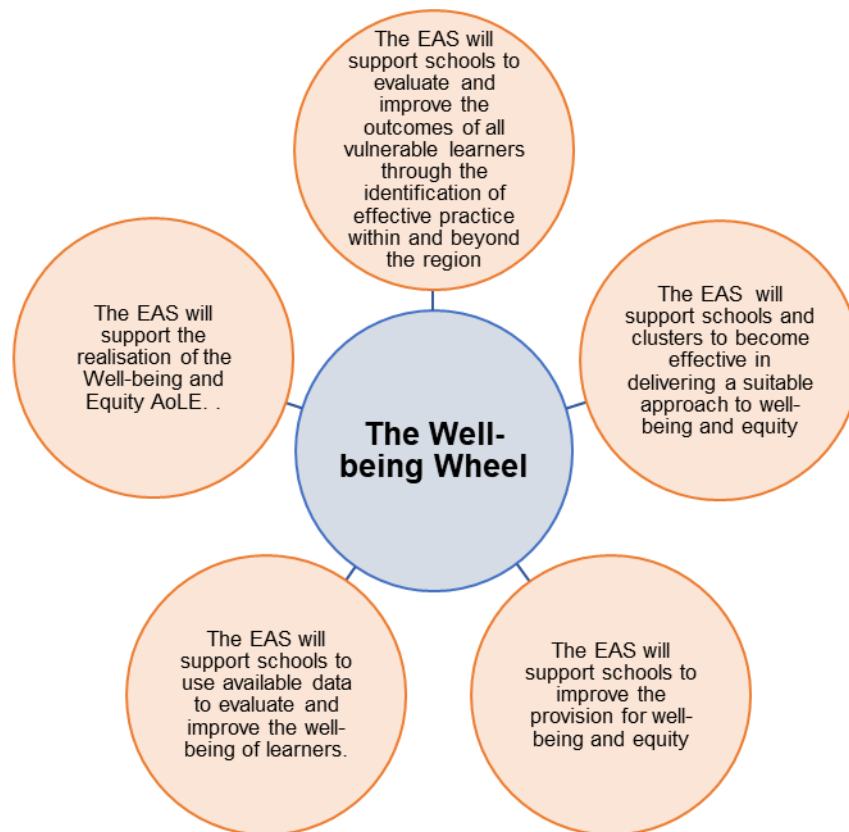 The EAS will
support schools to
evaluate and
improve the
outcomes of all
vulnerable learners
through the
identification of
effective practice
within and beyond
the region
The EAS will
support schools and
clusters to become
effective in
delivering a suitable
approach to well-
being and equity
The EAS will
support schools to
improve the
provision for well-
being and equity
The EAS will
support schools to
use available data
to evaluate and
improve the well-
being of learners.
The EAS will
support the
realisation of the
Well-being and
Equity AoLE. .
The Well-
being Wheel